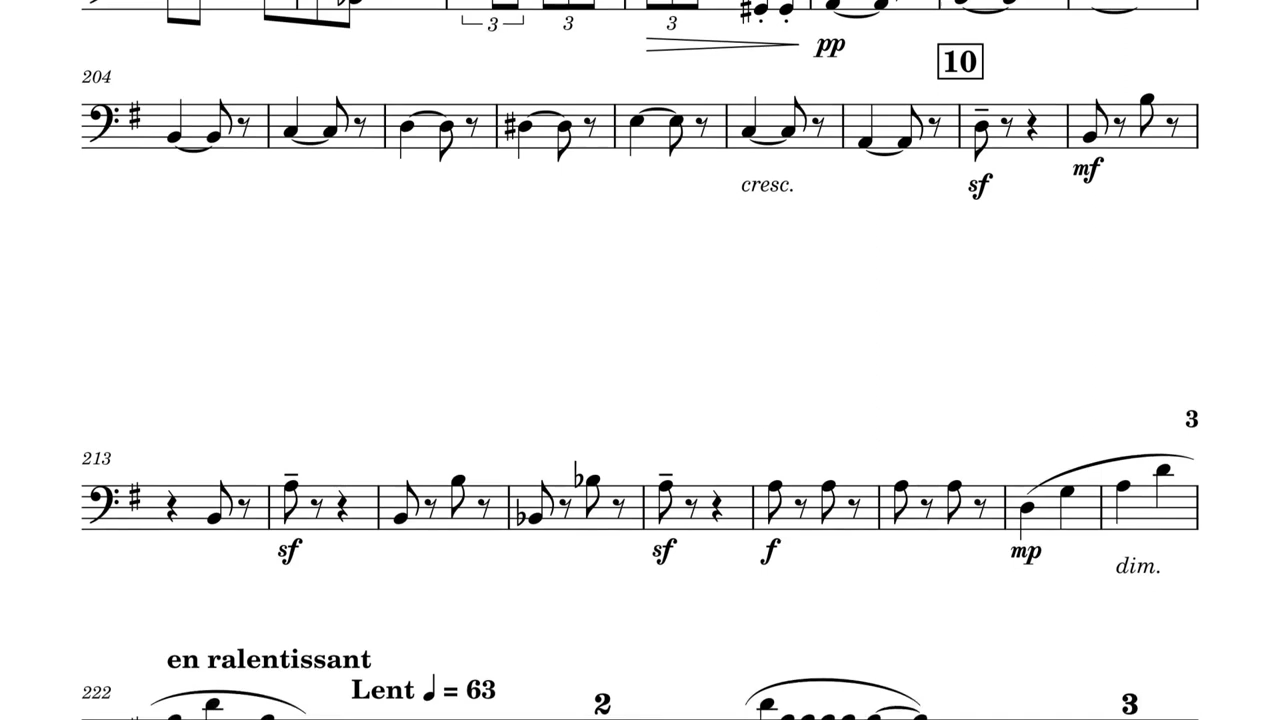 3 3 3
pp
10
204
cresc. sf mf
3
213
sf sf f mp dim.
en ralentissant
222 Lent ♩ = 63 2 3